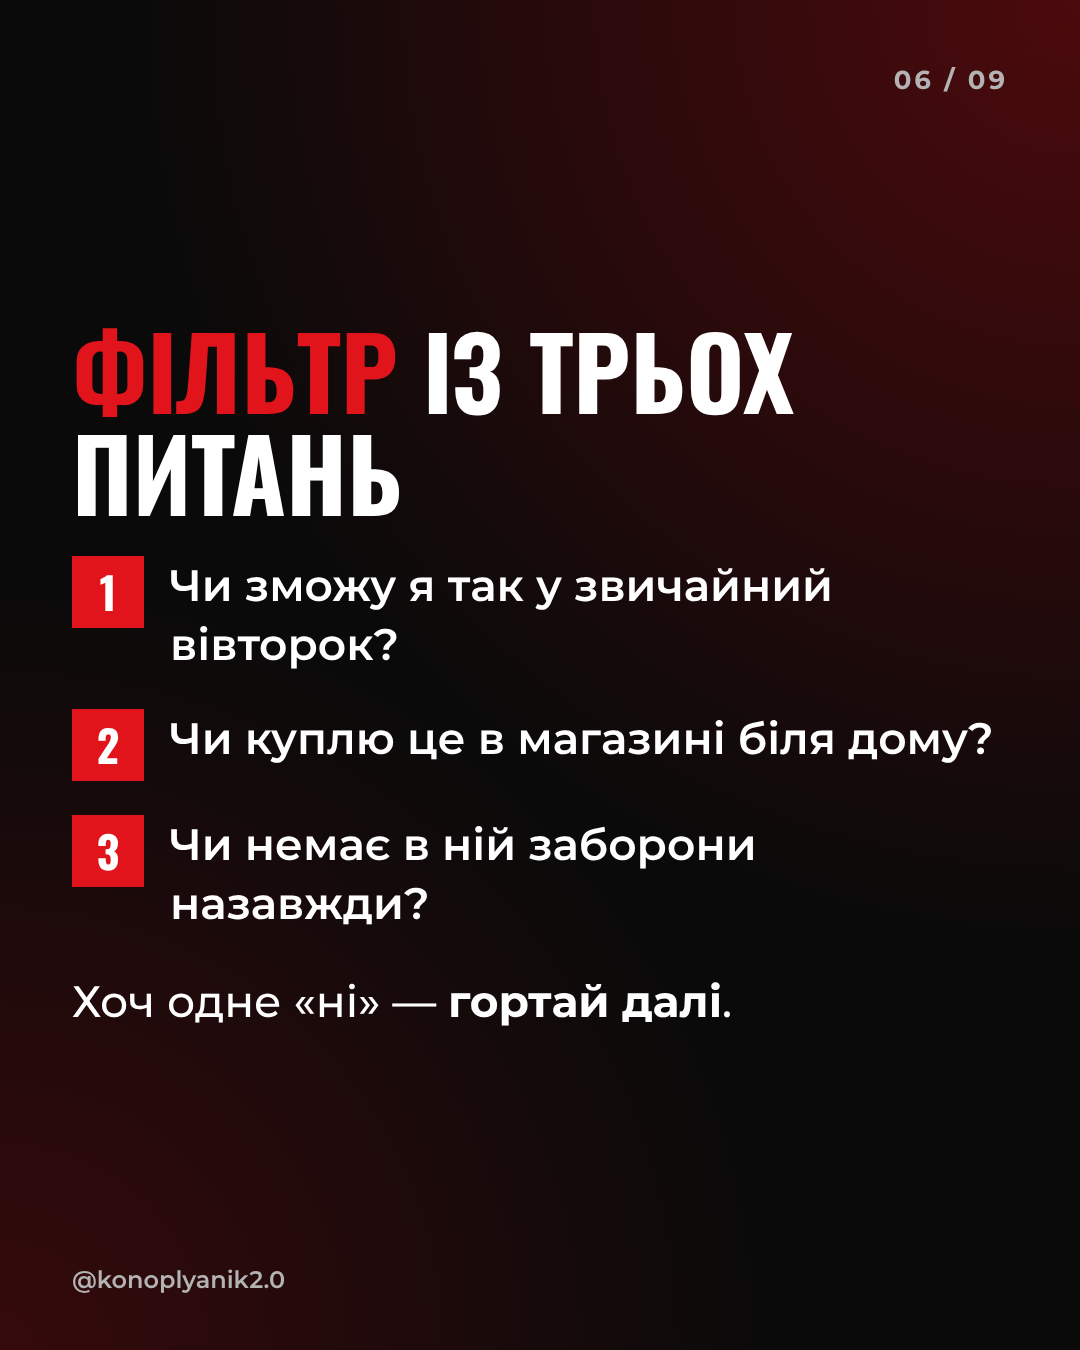 06 / 09
ФІЛЬТР ІЗ ТРЬОХ
ПИТАНЬ
1 Чи зможу я так у звичайний
вівторок?
2 Чи куплю це в магазині біля дому?
3 Чи немає в ній заборони
назавжди?
Хоч одне «ні» — гортай далі.
@konoplyanik2.0